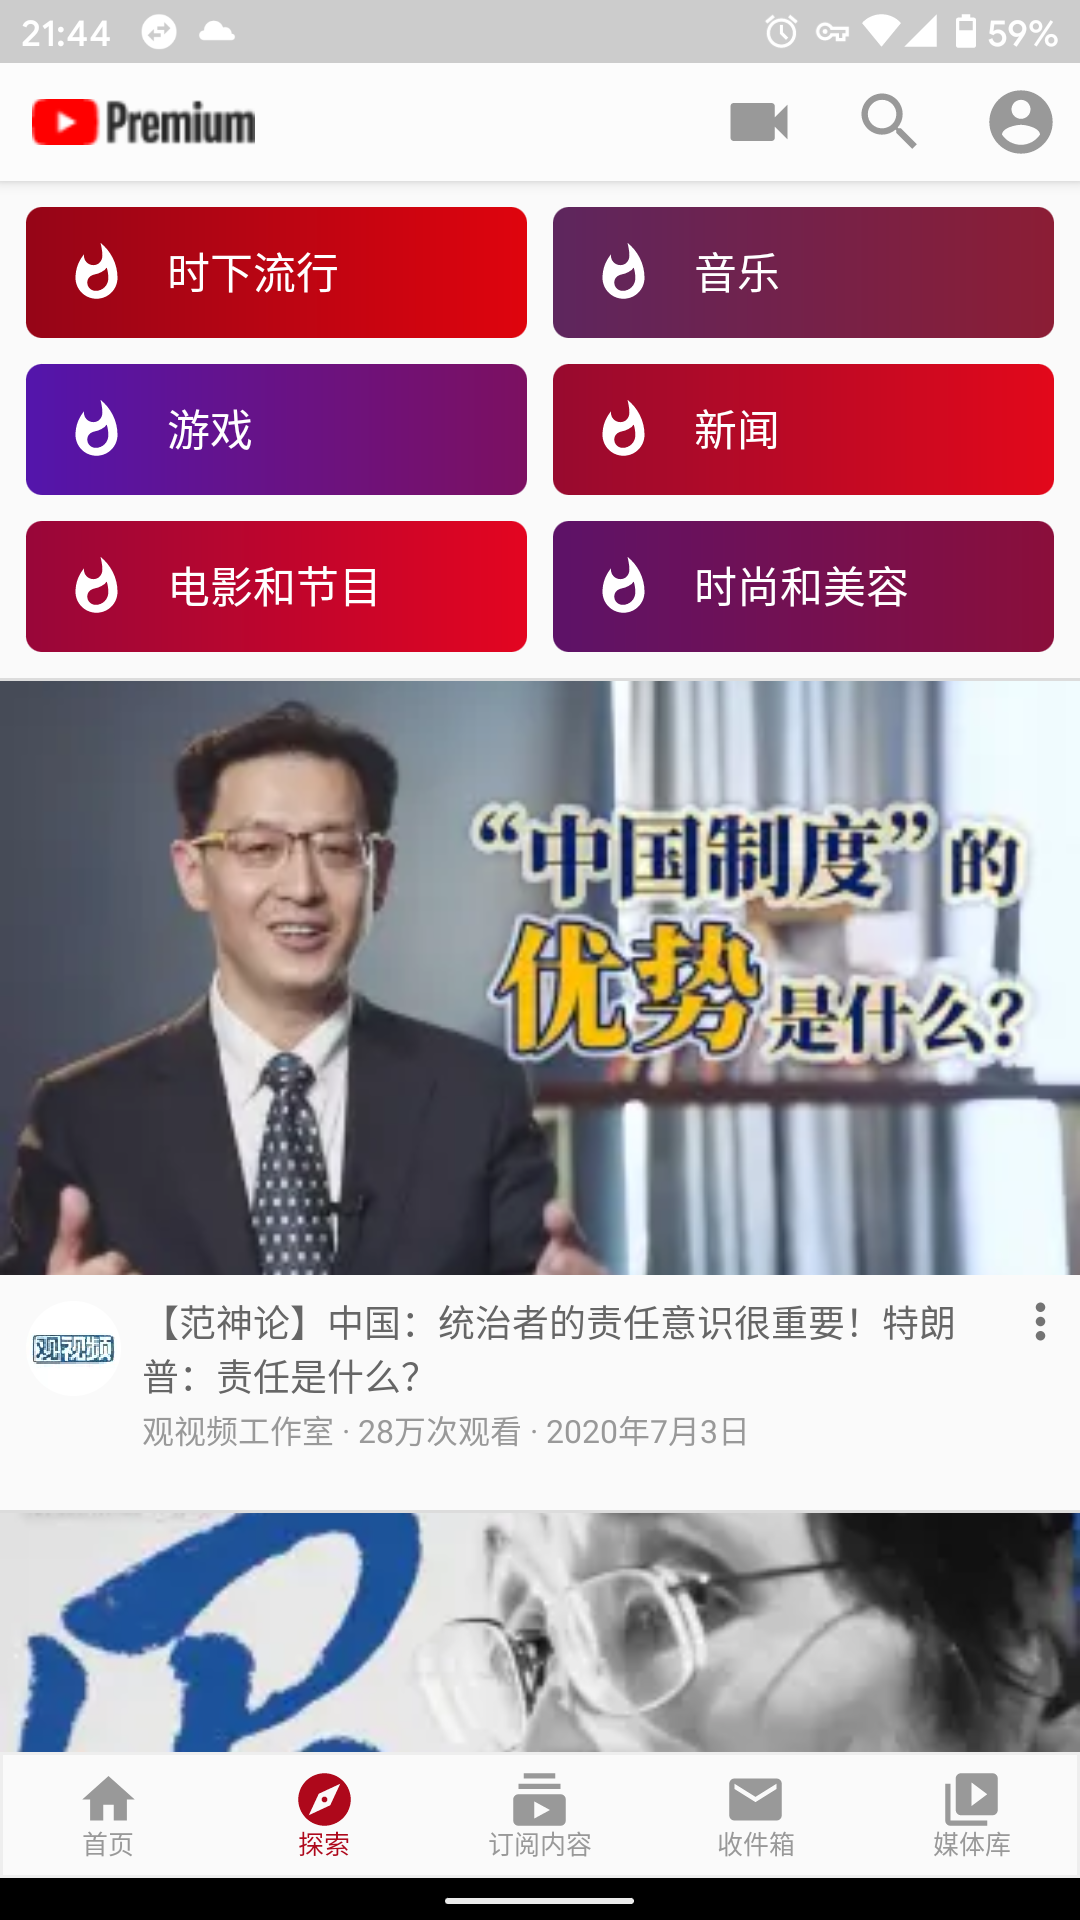 21:44
59%
Premium
时下流行
音乐
游戏
新闻
电影和节目
时尚和美容
“中国制度”的
优势是什么？
观视频
【范神论】中国：统治者的责任意识很重要！特朗
普：责任是什么？
观视频工作室 · 28万次观看 · 2020年7月3日
首页
探索
订阅内容
收件箱
媒体库